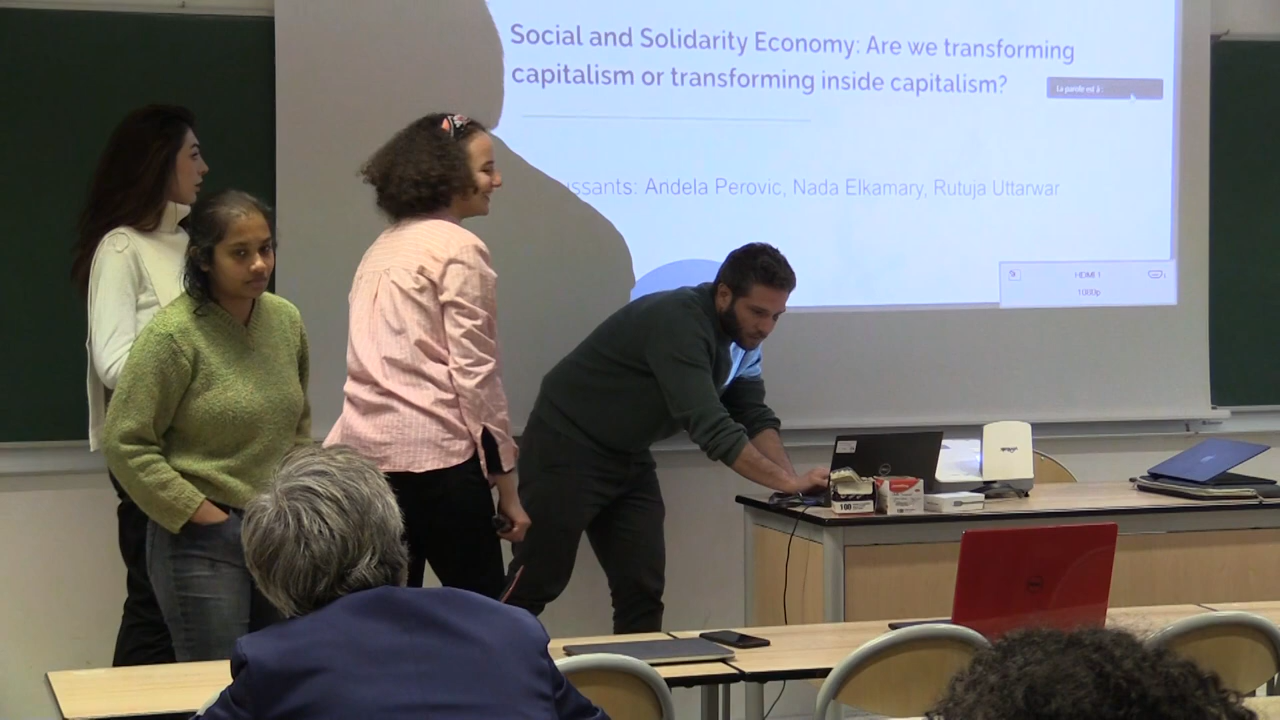 Social and Solidarity Economy: Are we transforming
capitalism or transforming inside capitalism?
La parole est à :
ussants: Andela Perovic, Nada Elkamary, Rutuja Uttarwar
HDMI 1
1080p
100
DELL